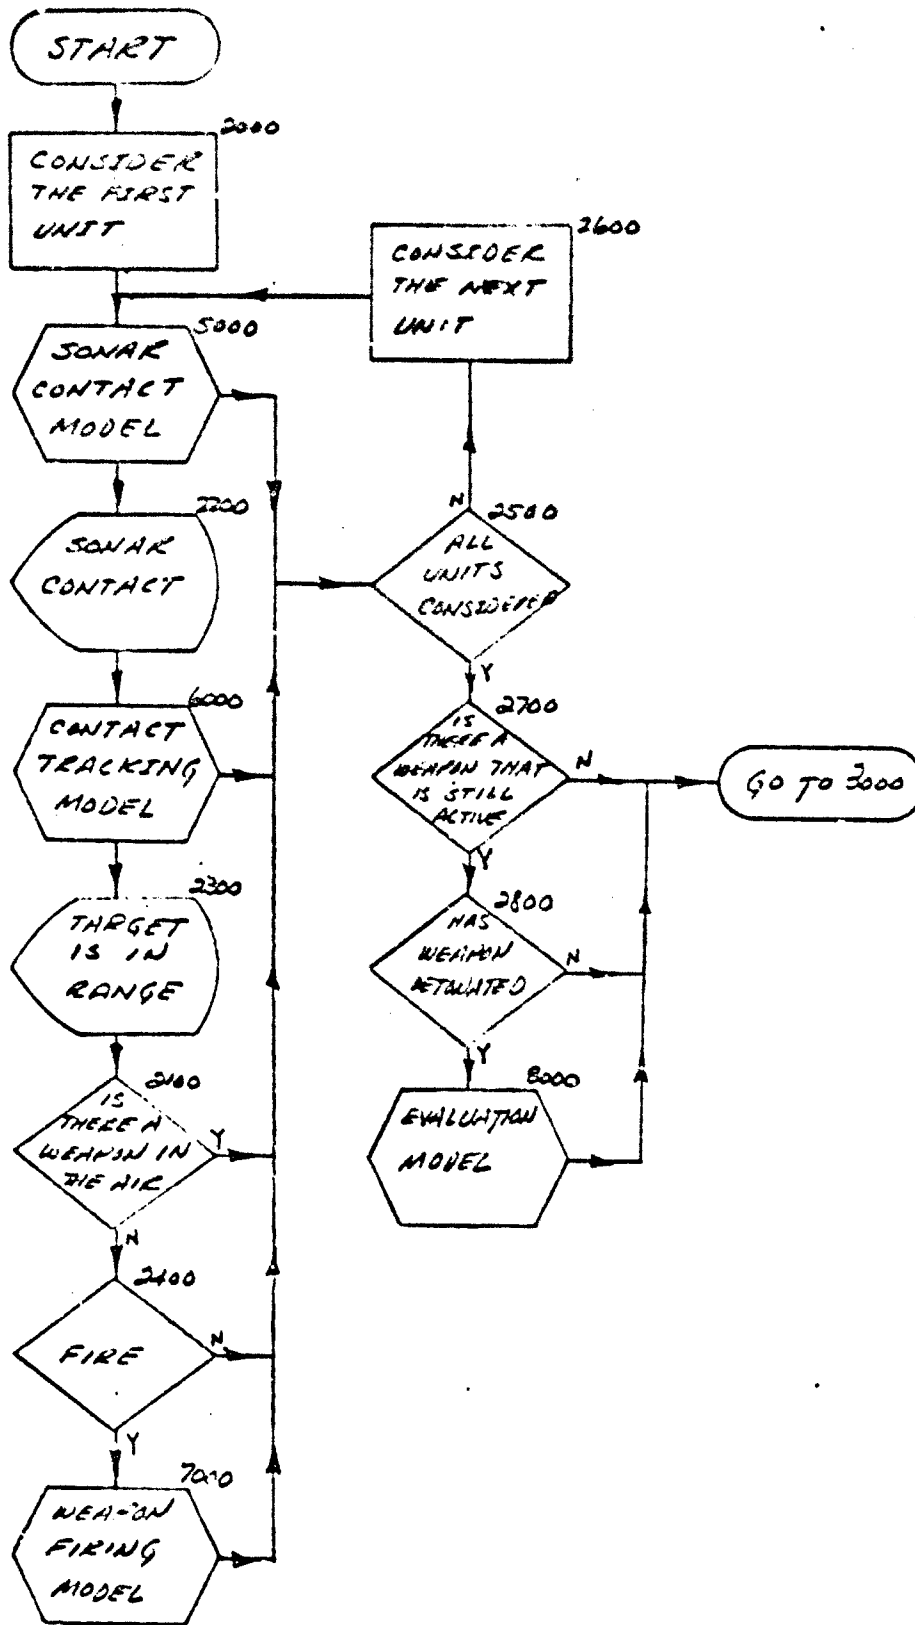 START
2000
CONSIDER
THE FIRST
UNIT
2600
CONSIDER
THE NEXT
UNIT
5000
SONAR
CONTACT
MODEL
2200
SONAR
CONTACT
N
2500
ALL
UNITS
CONSIDERED
Y
6000
CONTACT
TRACKING
MODEL
2700
IS
THERE A
WEAPON THAT
IS STILL
ACTIVE
N
Y
GO TO 3000
2300
TARGET
IS IN
RANGE
2800
HAS
WEAPON
DETONATED
N
Y
2100
IS
THERE A
WEAPON IN
THE AIR
Y
N
8000
EVALUATION
MODEL
2400
FIRE
N
Y
7000
WEAPON
FIRING
MODEL